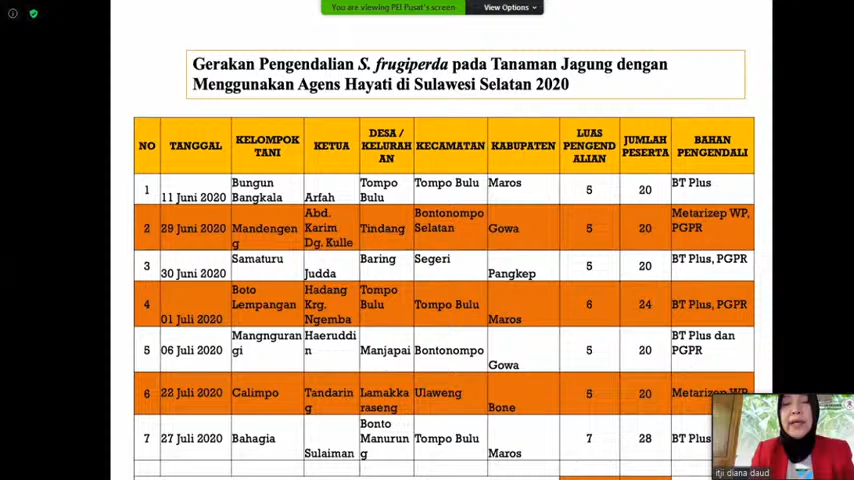 You are viewing PEI Pusat's screen
View Options
Gerakan Pengendalian S. frugiperda pada Tanaman Jagung dengan
Menggunakan Agens Hayati di Sulawesi Selatan 2020
NO TANGGAL KELOMPOK TANI KETUA DESA / KELURAHAN KECAMATAN KABUPATEN LUAS PENGENDALIAN JUMLAH PESERTA BAHAN PENGENDALI
1 11 Juni 2020 Bungun Bangkala Arfah Tompo Bulu Tompo Bulu Maros 5 20 BT Plus
2 29 Juni 2020 Mandengeng Abd. Karim Dg. Kulle Tindang Bontonompo Selatan Gowa 5 20 Metarizep WP, PGPR
3 30 Juni 2020 Samaturu Judda Baring Segeri Pangkep 5 20 BT Plus, PGPR
4 01 Juli 2020 Boto Lempangan Hadang Krg. Ngemba Tompo Bulu Tompo Bulu Maros 6 24 BT Plus, PGPR
5 06 Juli 2020 Mangngurangi Haeruddin Manjapai Bontonompo Gowa 5 20 BT Plus dan PGPR
6 22 Juli 2020 Calimpo Tandaring Lamakkaraseng Ulaweng Bone 5 20 Metarizep WP
7 27 Juli 2020 Bahagia Sulaiman Bonto Manurung Tompo Bulu Maros 7 28 BT Plus
itji diana daud